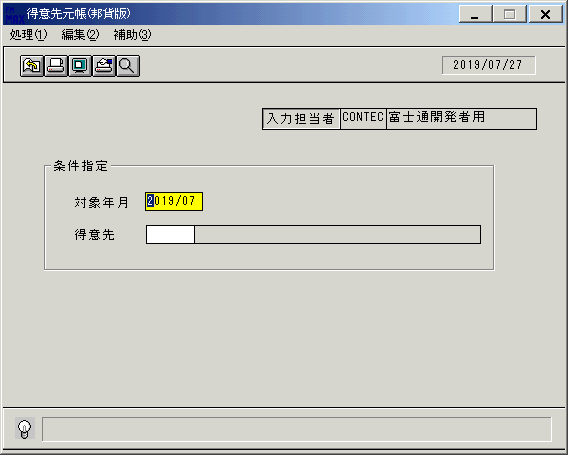 得意先元帳(邦貨版)
処理(1) 編集(2) 補助(3)
2019/07/27
入力担当者 CONTEC 富士通開発者用
条件指定
対象年月 2019/07
得意先